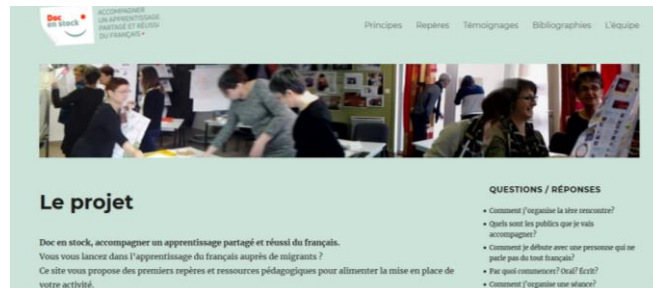 Doc
en stock
ACCOMPAGNER
UN APPRENTISSAGE
PARTAGÉ ET RÉUSSI
DU FRANÇAIS
Principes Repères Témoignages Bibliographies L'équipe
Le projet
Doc en stock, accompagner un apprentissage partagé et réussi du français.
Vous vous lancez dans l'apprentissage du français auprès de migrants ?
Ce site vous propose des premiers repères et ressources pédagogiques pour alimenter la mise en place de
votre activité.
QUESTIONS / RÉPONSES
• Comment j'organise la 1ère rencontre?
• Quels sont les publics que je vais
accompagner?
• Comment je débute avec une personne qui ne
parle pas du tout français?
• Par quoi commencer? Oral? Écrit?
• Comment j'organise une séance?